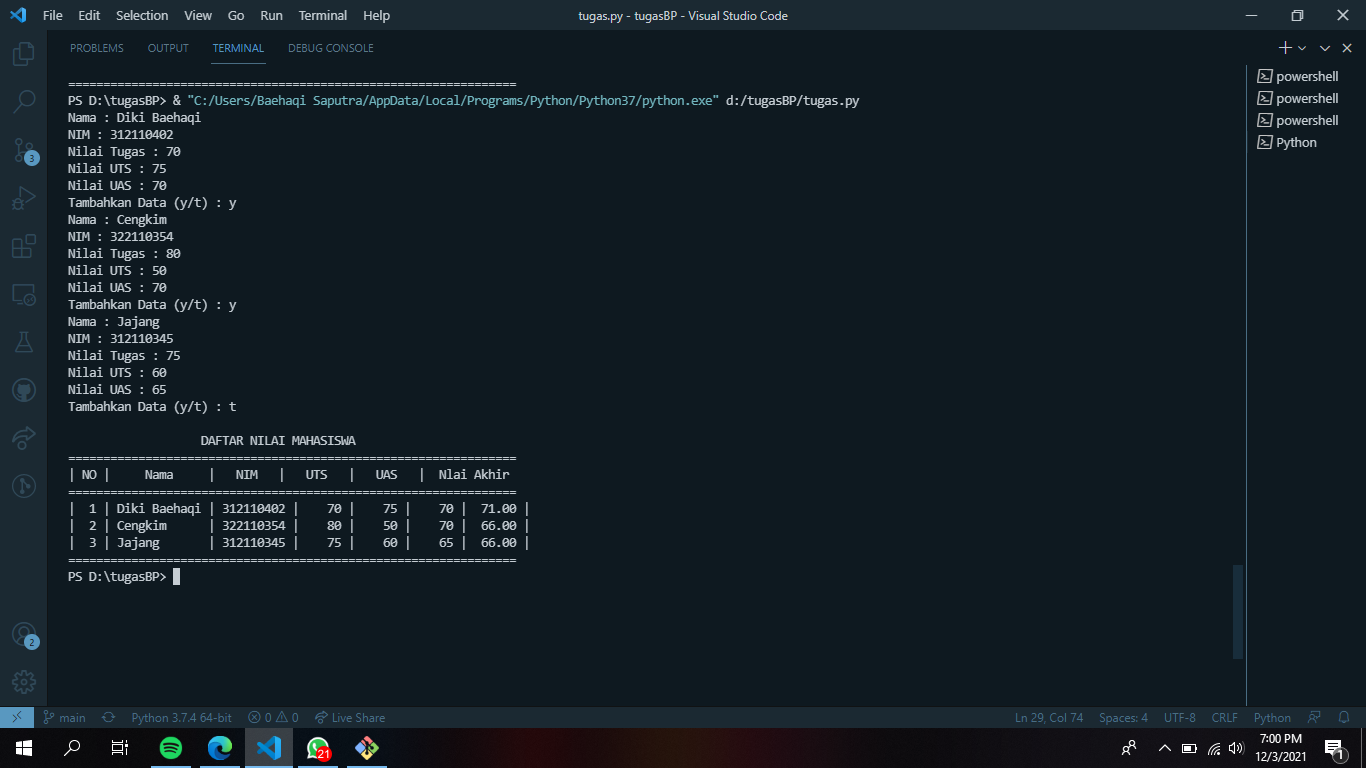 File Edit Selection View Go Run Terminal Help
tugas.py - tugasBP - Visual Studio Code
PROBLEMS OUTPUT TERMINAL DEBUG CONSOLE
================================================================
PS D:\tugasBP> & "C:/Users/Baehaqi Saputra/AppData/Local/Programs/Python/Python37/python.exe" d:/tugasBP/tugas.py
Nama : Diki Baehaqi
NIM : 312110402
Nilai Tugas : 70
Nilai UTS : 75
Nilai UAS : 70
Tambahkan Data (y/t) : y
Nama : Cengkim
NIM : 322110354
Nilai Tugas : 80
Nilai UTS : 50
Nilai UAS : 70
Tambahkan Data (y/t) : y
Nama : Jajang
NIM : 312110345
Nilai Tugas : 75
Nilai UTS : 60
Nilai UAS : 65
Tambahkan Data (y/t) : t
DAFTAR NILAI MAHASISWA
================================================================
| NO |     Nama     |   NIM   |   UTS   |   UAS   |  Nlai Akhir
================================================================
|  1 | Diki Baehaqi | 312110402 |    70 |    75 |    70 |  71.00 |
|  2 | Cengkim      | 322110354 |    80 |    50 |    70 |  66.00 |
|  3 | Jajang       | 312110345 |    75 |    60 |    65 |  66.00 |
================================================================
PS D:\tugasBP>
powershell
powershell
powershell
Python
3
2
main
Python 3.7.4 64-bit
0 0
Live Share
Ln 29, Col 74
Spaces: 4
UTF-8
CRLF
Python
21
7:00 PM
12/3/2021
1